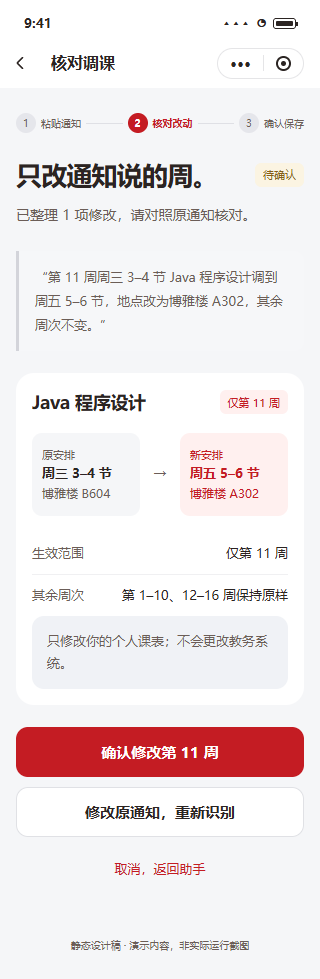 9:41
核对调课
1 粘贴通知 2 核对改动 3 确认保存
只改通知说的周。
待确认
已整理 1 项修改，请对照原通知核对。
“第 11 周周三 3–4 节 Java 程序设计调到
周五 5–6 节，地点改为博雅楼 A302，其余
周次不变。”
Java 程序设计
仅第 11 周
原安排
周三 3–4 节
博雅楼 B604
→
新安排
周五 5–6 节
博雅楼 A302
生效范围 仅第 11 周
其余周次 第 1–10、12–16 周保持原样
只修改你的个人课表；不会更改教务系
统。
确认修改第 11 周
修改原通知，重新识别
取消，返回助手
静态设计稿 · 演示内容，非实际运行截图